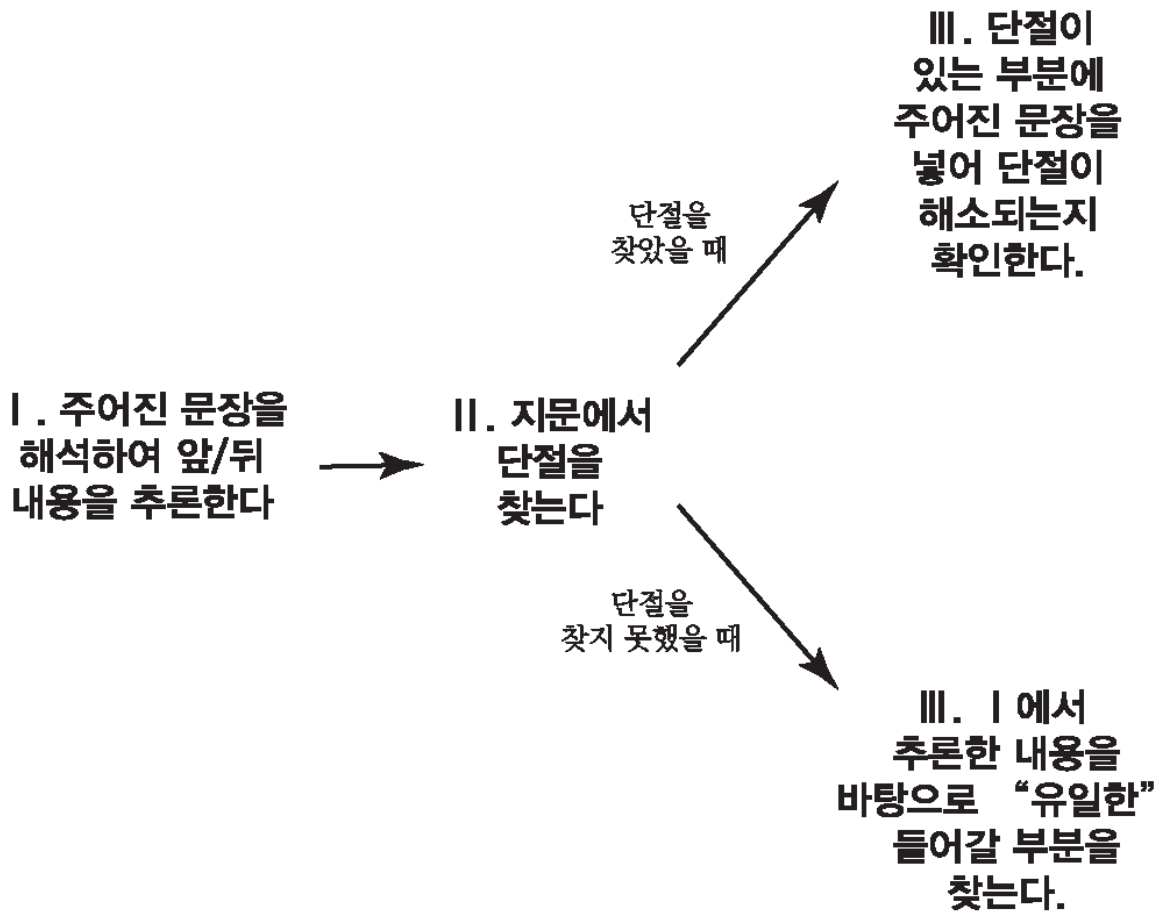 Ⅲ. 단절이
있는 부분에
주어진 문장을
넣어 단절이
해소되는지
확인한다.
단절을
찾았을 때
Ⅰ. 주어진 문장을
해석하여 앞/뒤
내용을 추론한다
Ⅱ. 지문에서
단절을
찾는다
단절을
찾지 못했을 때
Ⅲ. Ⅰ에서
추론한 내용을
바탕으로 “유일한”
들어갈 부분을
찾는다.